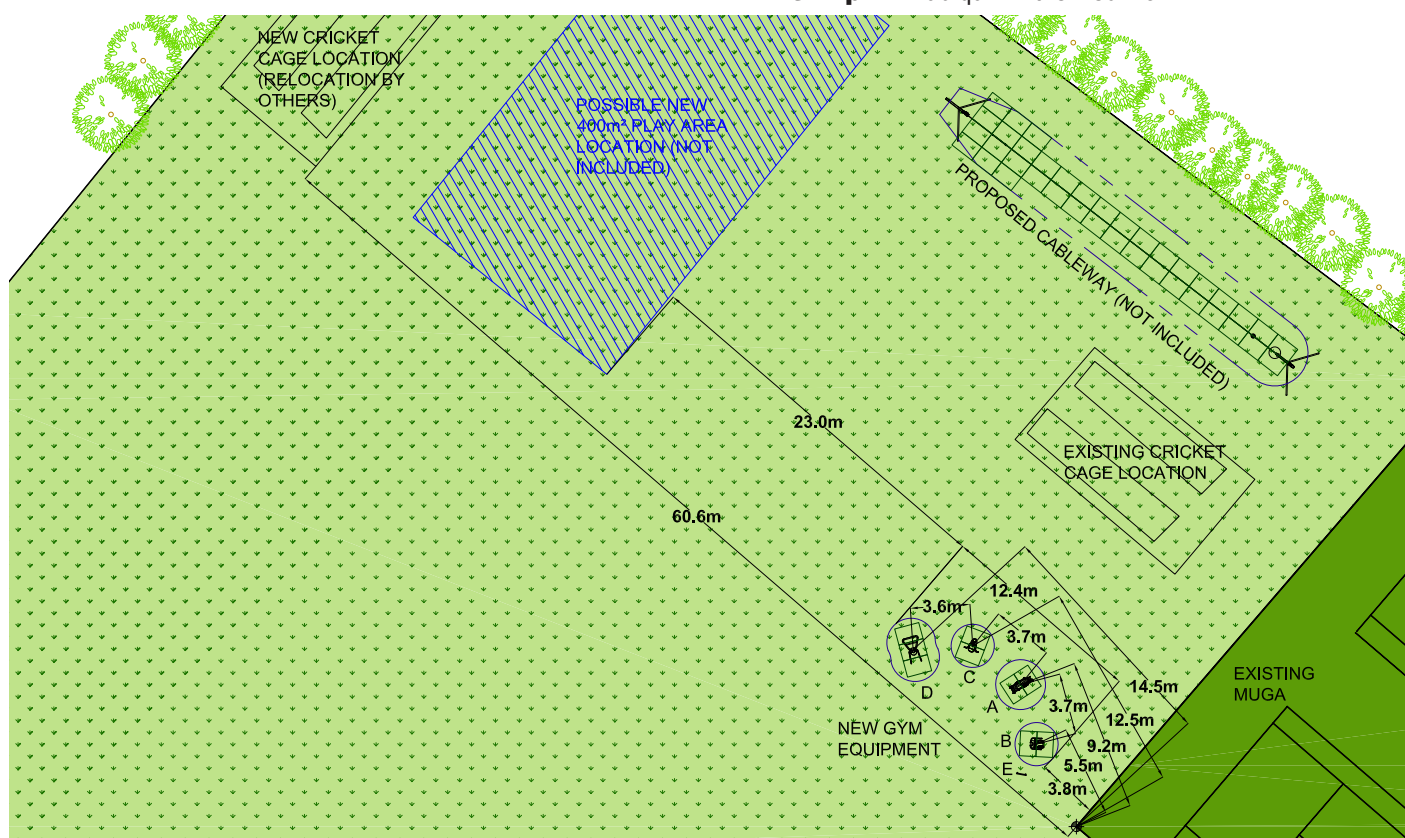 NEW CRICKET
CAGE LOCATION
(RELOCATION BY
OTHERS)
POSSIBLE NEW
400m² PLAY AREA
LOCATION (NOT
INCLUDED)
PROPOSED CABLEWAY (NOT INCLUDED)
23.0m
EXISTING CRICKET
CAGE LOCATION
60.6m
12.4m
3.6m
3.7m
EXISTING
MUGA
D
C
A
14.5m
3.7m
12.5m
NEW GYM
EQUIPMENT
B
9.2m
E
5.5m
3.8m